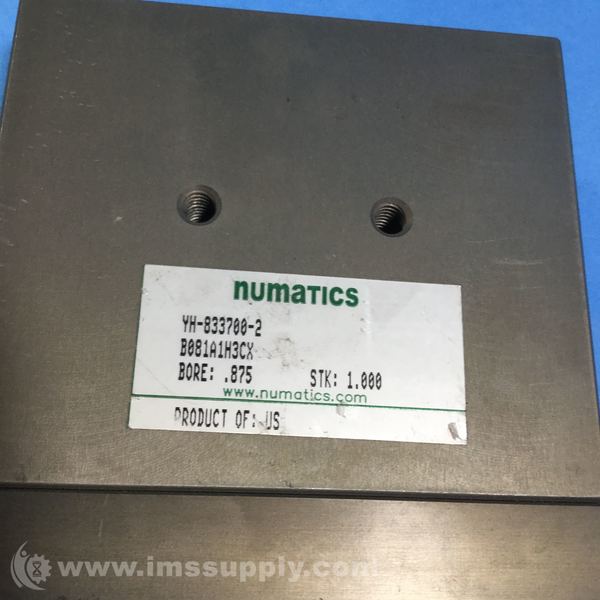 numatics
YH-833700-2
B081A1H3CX
BORE: .875 STK: 1.000
www.numatics.com
PRODUCT OF: US
www.imssupply.com